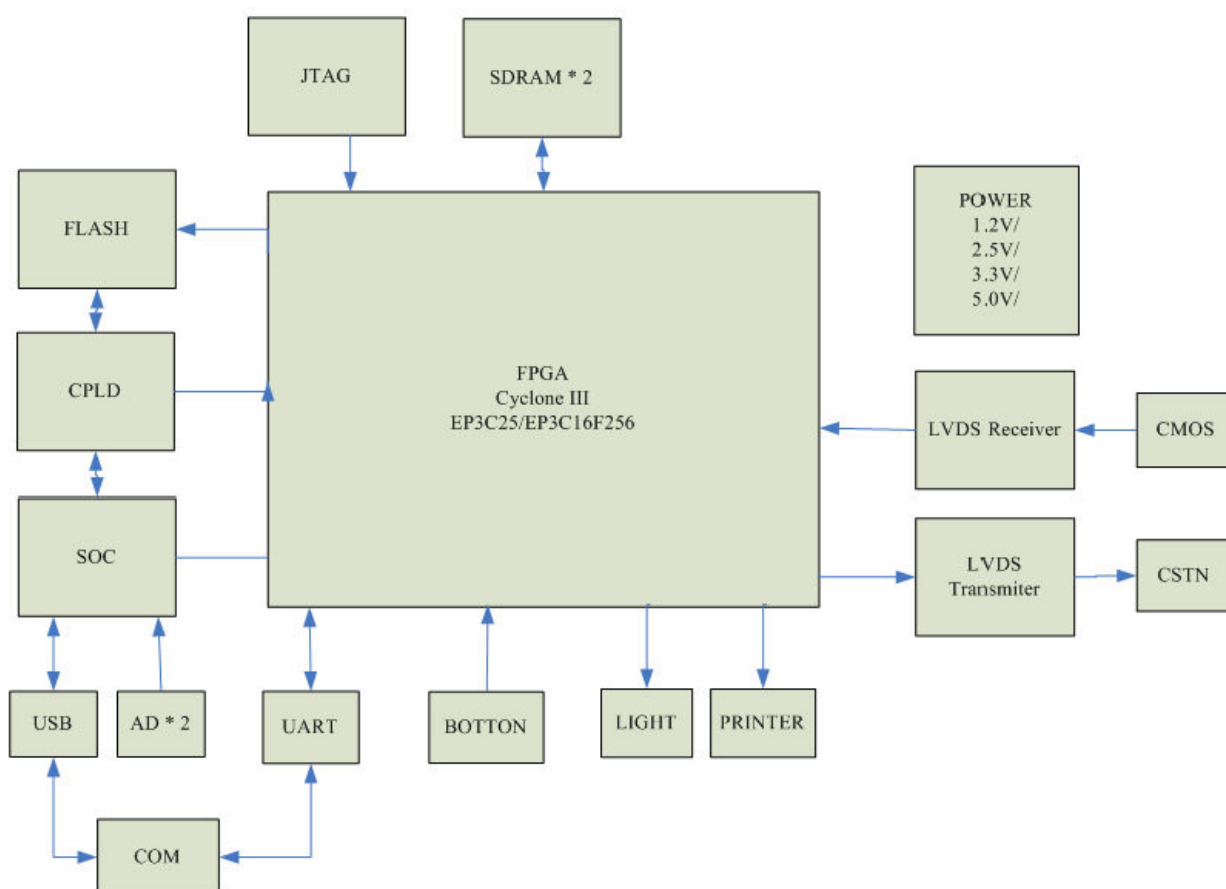 JTAG
SDRAM * 2
FLASH
POWER
1.2V/
2.5V/
3.3V/
5.0V/
CPLD
FPGA
Cyclone III
EP3C25/EP3C16F256
LVDS Receiver
CMOS
SOC
LVDS
Transmiter
CSTN
USB
AD * 2
UART
BOTTON
LIGHT
PRINTER
COM